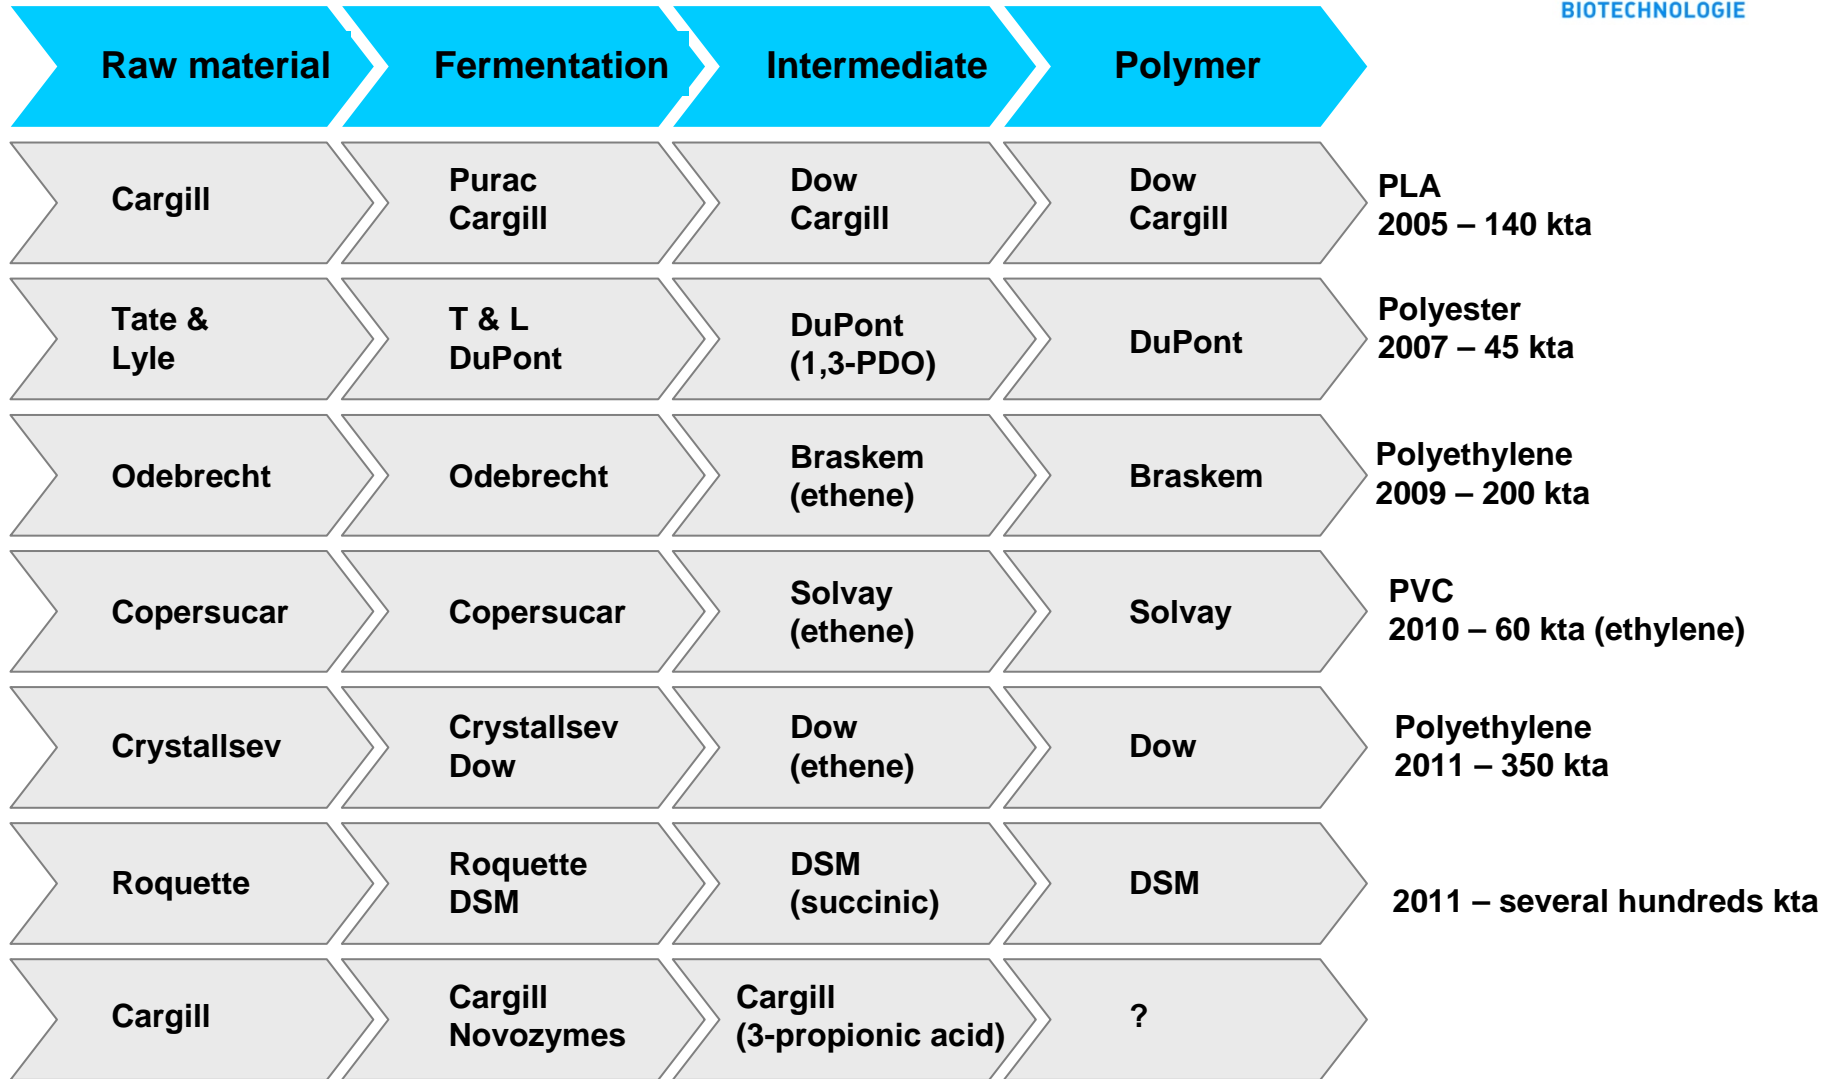 BIOTECHNOLOGIE
Raw material
Fermentation
Intermediate
Polymer
Cargill
Purac
Cargill
Dow
Cargill
Dow
Cargill
PLA
2005 – 140 kta
Tate &
Lyle
T & L
DuPont
DuPont
(1,3-PDO)
DuPont
Polyester
2007 – 45 kta
Odebrecht
Odebrecht
Braskem
(ethene)
Braskem
Polyethylene
2009 – 200 kta
Copersucar
Copersucar
Solvay
(ethene)
Solvay
PVC
2010 – 60 kta (ethylene)
Crystallsev
Crystallsev
Dow
Dow
(ethene)
Dow
Polyethylene
2011 – 350 kta
Roquette
Roquette
DSM
DSM
(succinic)
DSM
2011 – several hundreds kta
Cargill
Cargill
Novozymes
Cargill
(3-propionic acid)
?